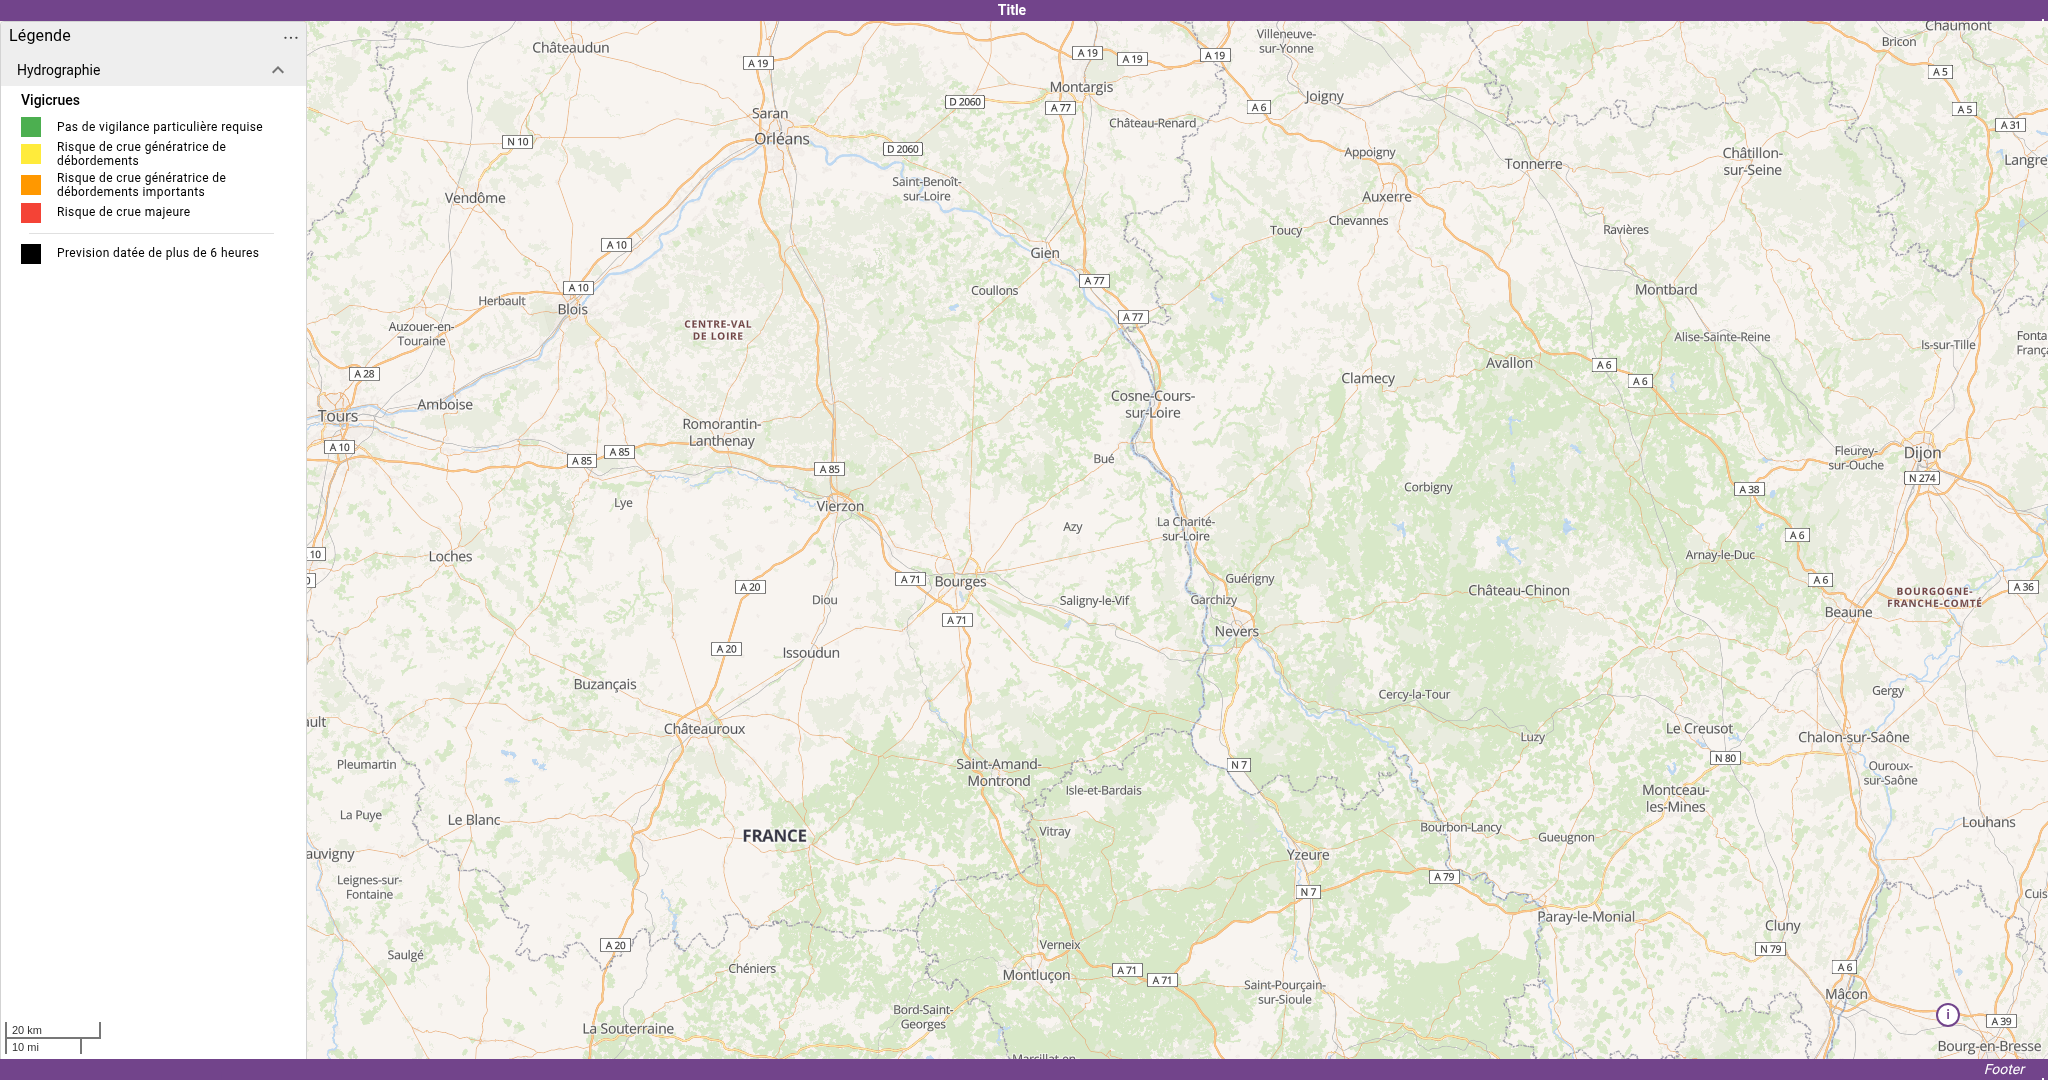 Title
Légende
Hydrographie
Vigicrues
Pas de vigilance particulière requise
Risque de crue génératrice de
débordements
Risque de crue génératrice de
débordements importants
Risque de crue majeure
Prevision datée de plus de 6 heures
20 km
10 mi
Châteaudun
A 19
A 19
A 19
A 19
Villeneuve-
sur-Yonne
Chaumont
Bricon
A 5
Montargis
D 2060
A 77
A 6
Joigny
A 5
Saran
Orléans
Château-Renard
A 31
N 10
D 2060
Appoigny
Tonnerre
Châtillon-
sur-Seine
Langre
Vendôme
Saint-Benoît-
sur-Loire
Auxerre
Chevannes
Toucy
Ravières
A 10
Gien
A 77
A 10
Coullons
Montbard
Herbault
Blois
A 77
Auzouer-en-
Touraine
CENTRE-VAL
DE LOIRE
Alise-Sainte-Reine
Is-sur-Tille
Fonta
França
A 28
Avallon
A 6
A 6
Clamecy
Amboise
Tours
Cosne-Cours-
sur-Loire
Romorantin-
Lanthenay
A 10
A 85
A 85
A 85
Bué
Fleurey-
sur-Ouche
Dijon
N 274
A 38
Corbigny
Lye
Vierzon
Azy
La Charité-
sur-Loire
A 6
10
Loches
Arnay-le-Duc
A 71
Bourges
Guérigny
A 20
Château-Chinon
A 6
A 36
BOURGOGNE-
FRANCHE-COMTÉ
Diou
Saligny-le-Vif
Garchizy
Beaune
A 71
Nevers
A 20
Issoudun
Buzançais
Cercy-la-Tour
Gergy
ult
Châteauroux
Luzy
Le Creusot
Chalon-sur-Saône
N 80
Pleumartin
Saint-Amand-
Montrond
N 7
Ouroux-
sur-Saône
Isle-et-Bardais
Montceau-
les-Mines
La Puye
Le Blanc
FRANCE
Vitray
Bourbon-Lancy
Gueugnon
Louhans
auvigny
Yzeure
Leignes-sur-
Fontaine
A 79
N 7
Cuis
Paray-le-Monial
Cluny
A 20
Verneix
N 79
Saulgé
Chéniers
Montluçon
A 71
A 71
A 6
Saint-Pourçain-
sur-Sioule
Mâcon
Bord-Saint-
Georges
i
A 39
La Souterraine
Bourg-en-Bresse
Marcillat-en-
Footer